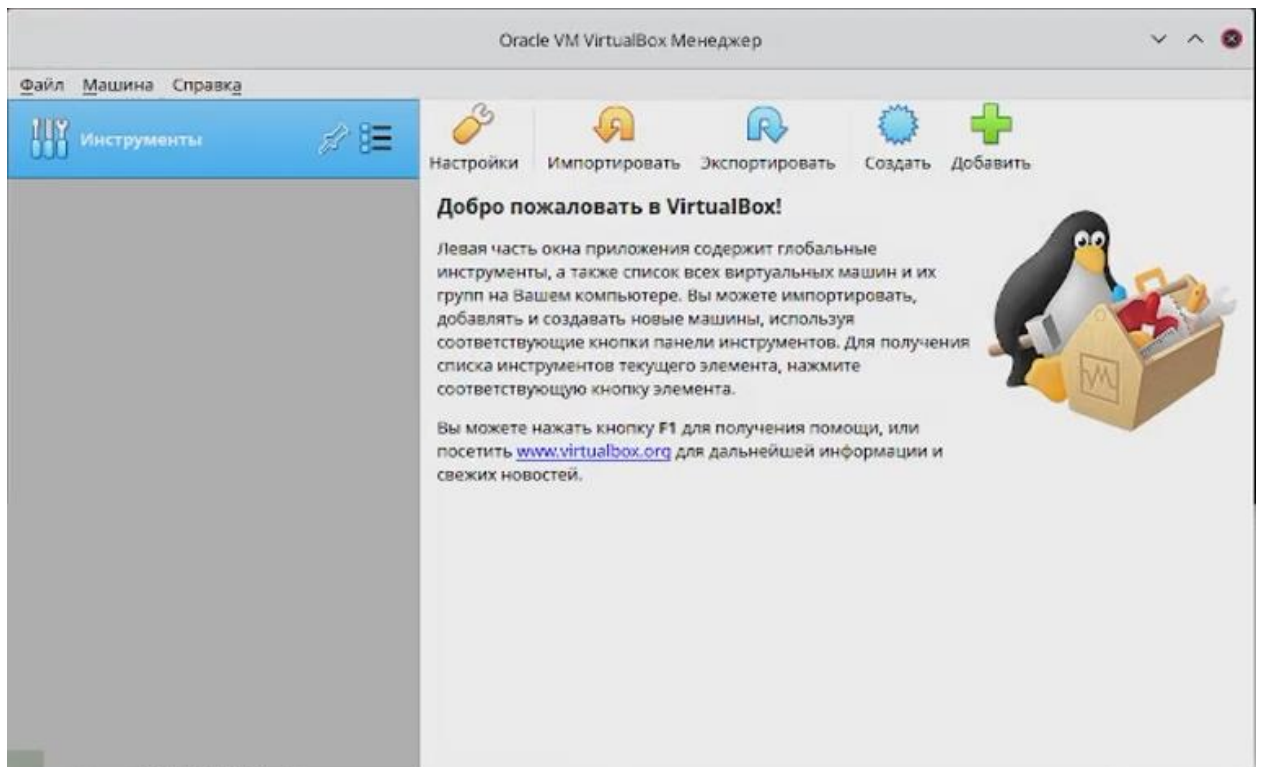 Oracle VM VirtualBox Менеджер
Файл Машина Справка
Инструменты
Настройки Импортировать Экспортировать Создать Добавить
Добро пожаловать в VirtualBox!
Левая часть окна приложения содержит глобальные
инструменты, а также список всех виртуальных машин и их
групп на Вашем компьютере. Вы можете импортировать,
добавлять и создавать новые машины, используя
соответствующие кнопки панели инструментов. Для получения
списка инструментов текущего элемента, нажмите
соответствующую кнопку элемента.
Вы можете нажать кнопку F1 для получения помощи, или
посетить www.virtualbox.org для дальнейшей информации и
свежих новостей.